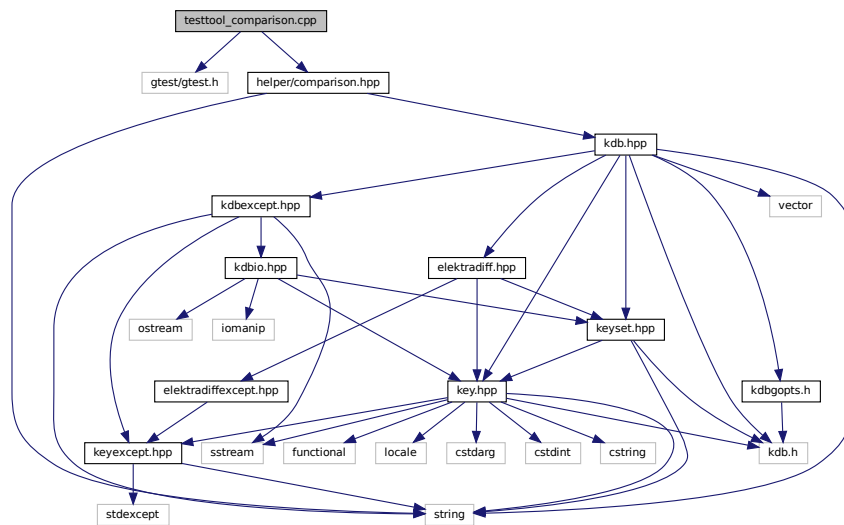 testtool_comparison.cpp
gtest/gtest.h
helper/comparison.hpp
kdb.hpp
kdbexcept.hpp
vector
kdbio.hpp
elektradiff.hpp
ostream
iomanip
keyset.hpp
elektradiffexcept.hpp
key.hpp
kdbgopts.h
keyexcept.hpp
sstream
functional
locale
cstdarg
cstdint
cstring
kdb.h
stdexcept
string